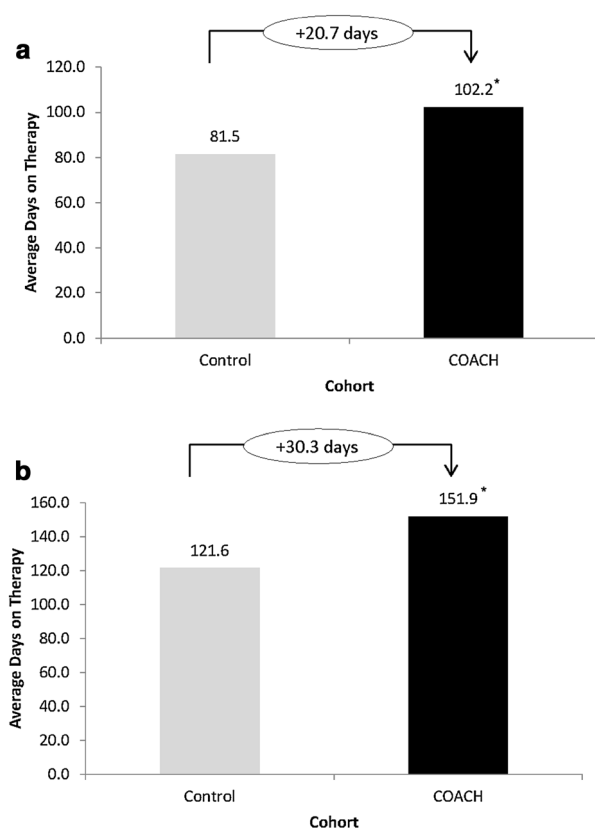 +20.7 days
a
120.0
102.2*
100.0
81.5
80.0
60.0
40.0
20.0
0.0
Average Days on Therapy
Control
COACH
Cohort
+30.3 days
b
160.0
151.9*
140.0
121.6
120.0
100.0
80.0
60.0
40.0
20.0
0.0
Average Days on Therapy
Control
COACH
Cohort